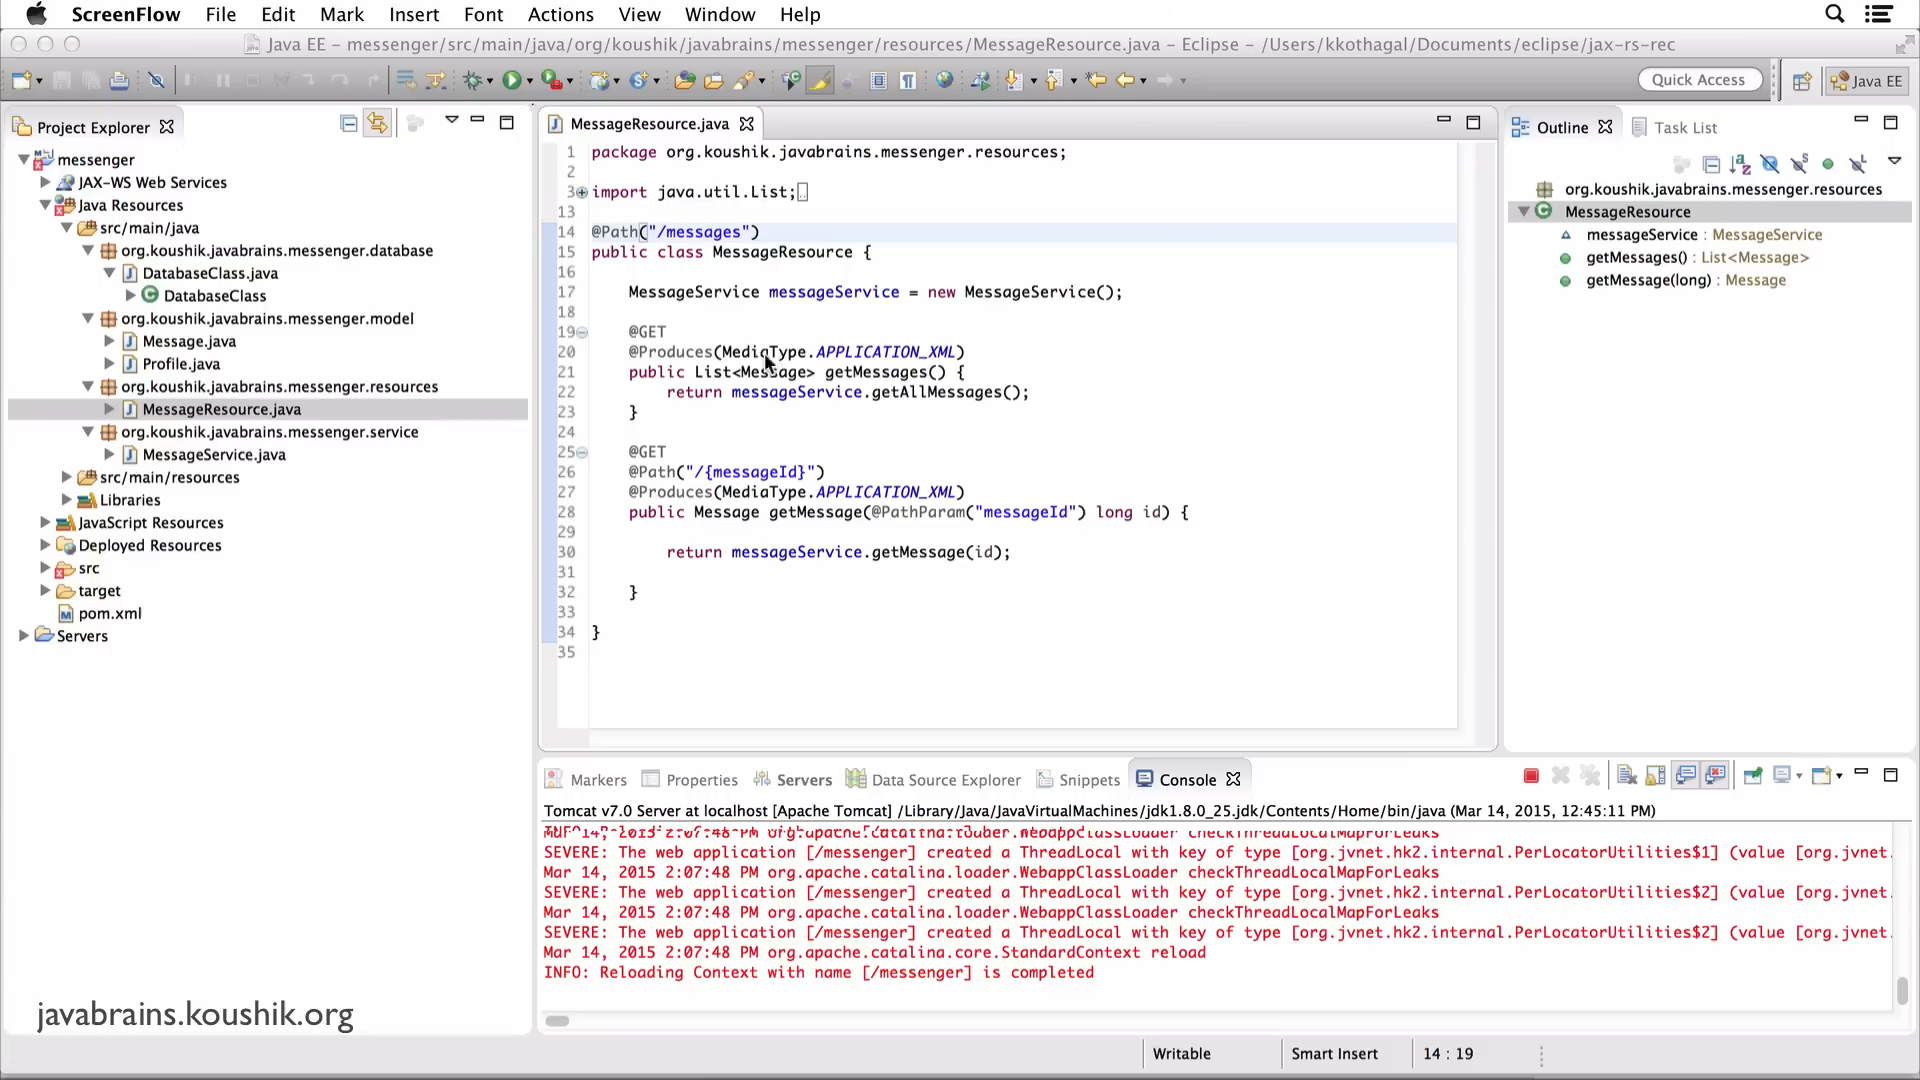 ScreenFlow File Edit Mark Insert Font Actions View Window Help
Java EE – messenger/src/main/java/org/koushik/javabrains/messenger/resources/MessageResource.java – Eclipse – /Users/kkothagal/Documents/eclipse/jax-rs-rec
Quick Access
Java EE
Project Explorer
messenger
JAX-WS Web Services
Java Resources
src/main/java
org.koushik.javabrains.messenger.database
DatabaseClass.java
DatabaseClass
org.koushik.javabrains.messenger.model
Message.java
Profile.java
org.koushik.javabrains.messenger.resources
MessageResource.java
org.koushik.javabrains.messenger.service
MessageService.java
src/main/resources
Libraries
JavaScript Resources
Deployed Resources
src
target
pom.xml
Servers
javabrains.koushik.org
MessageResource.java
1 package org.koushik.javabrains.messenger.resources;
2
3 import java.util.List;
13
14 @Path("/messages")
15 public class MessageResource {
16
17 MessageService messageService = new MessageService();
18
19 @GET
20 @Produces(MediaType.APPLICATION_XML)
21 public List<Message> getMessages() {
22 return messageService.getAllMessages();
23 }
24
25 @GET
26 @Path("/{messageId}")
27 @Produces(MediaType.APPLICATION_XML)
28 public Message getMessage(@PathParam("messageId") long id) {
29
30 return messageService.getMessage(id);
31
32 }
33
34 }
35
Outline Task List
org.koushik.javabrains.messenger.resources
MessageResource
messageService : MessageService
getMessages() : List<Message>
getMessage(long) : Message
Markers Properties Servers Data Source Explorer Snippets Console
Tomcat v7.0 Server at localhost [Apache Tomcat] /Library/Java/JavaVirtualMachines/jdk1.8.0_25.jdk/Contents/Home/bin/java (Mar 14, 2015, 12:45:11 PM)
SEVERE: The web application [/messenger] created a ThreadLocal with key of type [org.jvnet.hk2.internal.PerLocatorUtilities$1] (value [org.jvnet.
Mar 14, 2015 2:07:48 PM org.apache.catalina.loader.WebappClassLoader checkThreadLocalMapForLeaks
SEVERE: The web application [/messenger] created a ThreadLocal with key of type [org.jvnet.hk2.internal.PerLocatorUtilities$2] (value [org.jvnet.
Mar 14, 2015 2:07:48 PM org.apache.catalina.loader.WebappClassLoader checkThreadLocalMapForLeaks
SEVERE: The web application [/messenger] created a ThreadLocal with key of type [org.jvnet.hk2.internal.PerLocatorUtilities$2] (value [org.jvnet.
Mar 14, 2015 2:07:48 PM org.apache.catalina.core.StandardContext reload
INFO: Reloading Context with name [/messenger] is completed
Writable Smart Insert 14 : 19